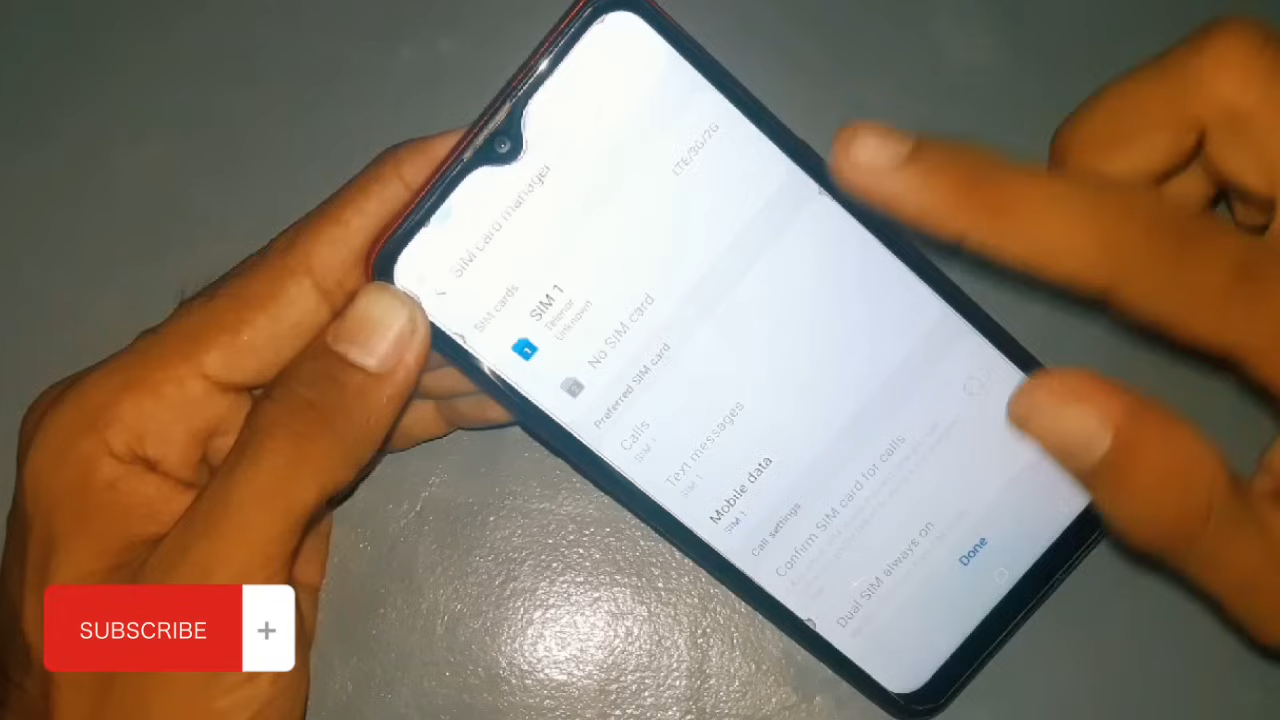 SIM card manager
LTE/3G/2G
SIM cards
SIM 1
Telenor
Unknown
No SIM card
Preferred SIM card
Calls
SIM 1
Text messages
SIM 1
Mobile data
SIM 1
Call settings
Confirm SIM card for calls
Dual SIM always on
Done
SUBSCRIBE
+